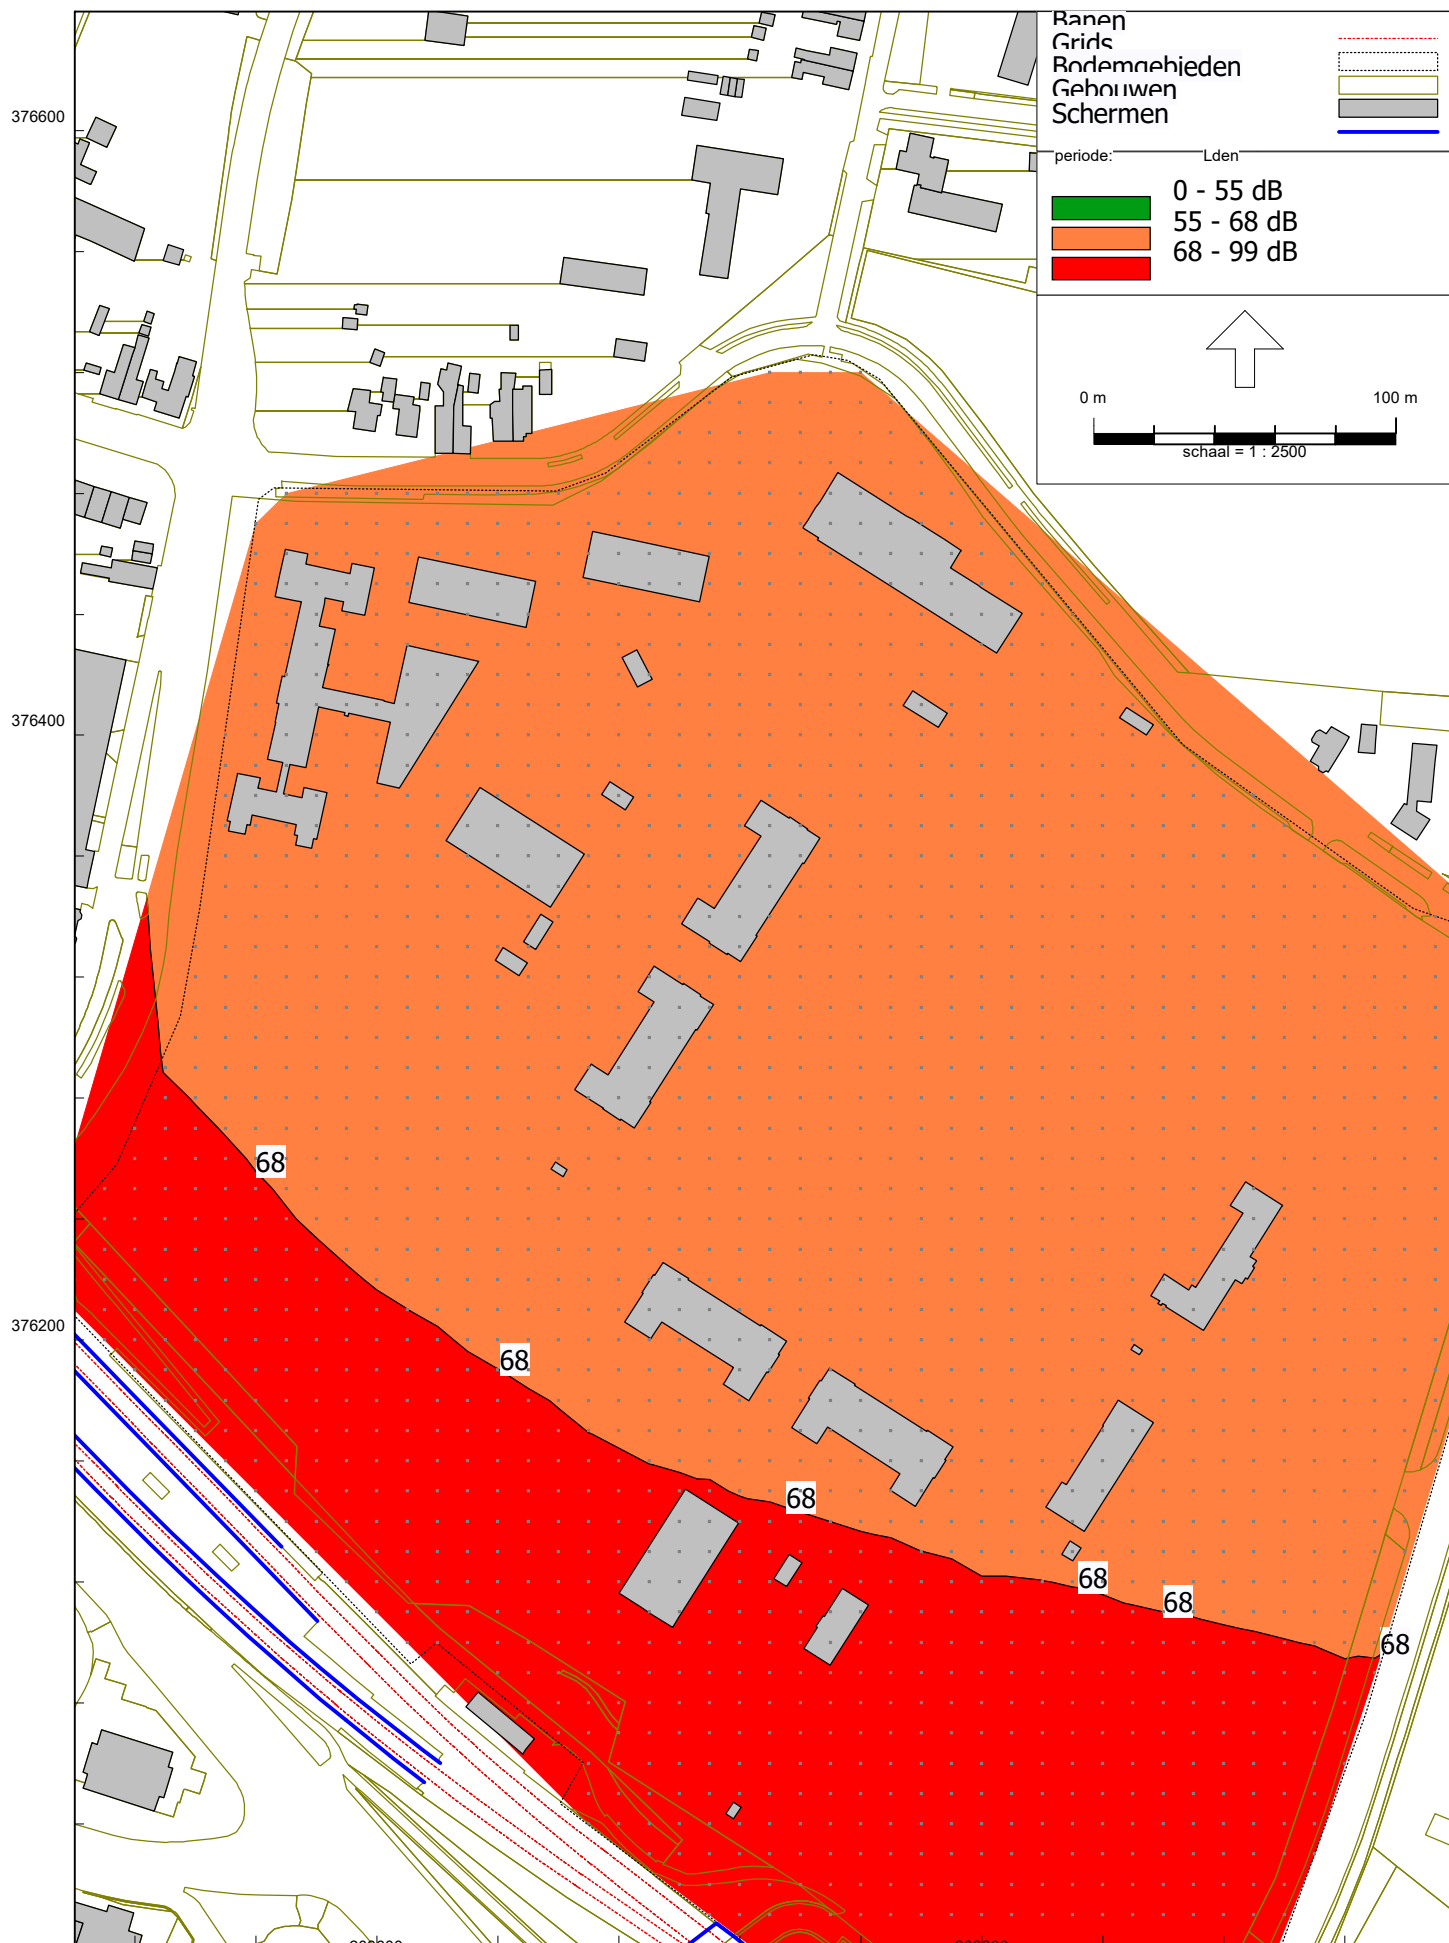 Banen
Grids
Bodemgebieden
Gebouwen
Schermen
periode: Lden
0 - 55 dB
55 - 68 dB
68 - 99 dB
0 m 100 m
schaal = 1 : 2500
376600
376400
376200
68
68
68
68
68
68